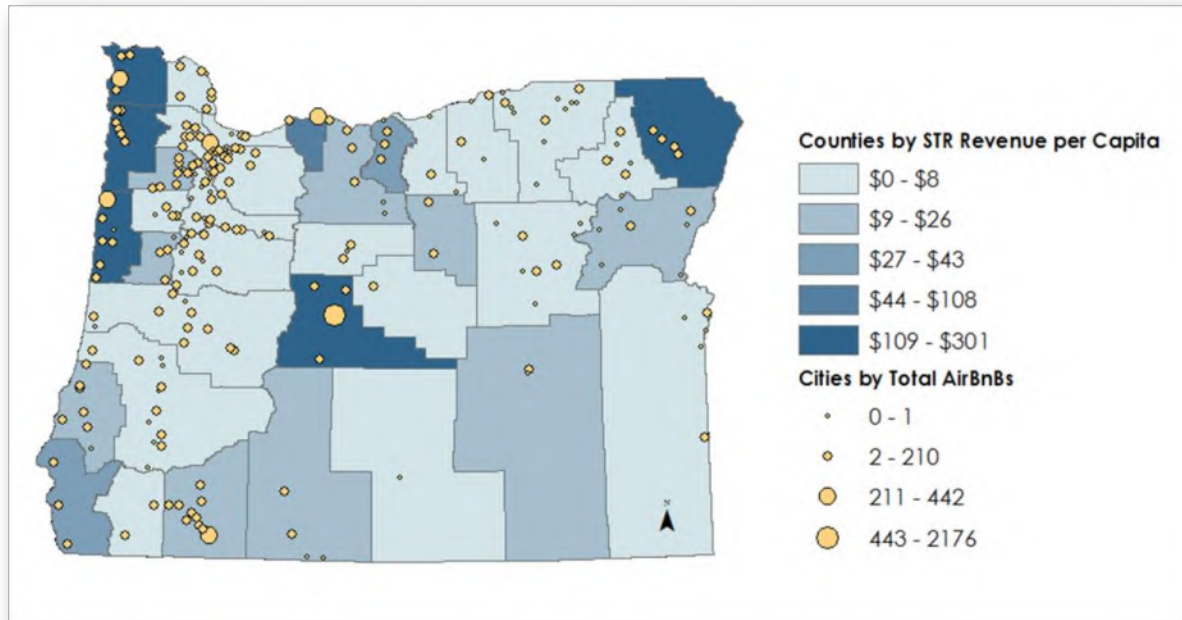 Counties by STR Revenue per Capita
$0 - $8
$9 - $26
$27 - $43
$44 - $108
$109 - $301
Cities by Total AirBnBs
0 - 1
2 - 210
211 - 442
443 - 2176
N